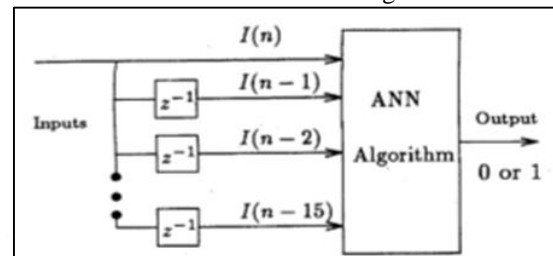 I(n)
z⁻¹
I(n − 1)
ANN
Inputs
Output
z⁻¹
I(n − 2)
Algorithm
0 or 1
z⁻¹
I(n − 15)